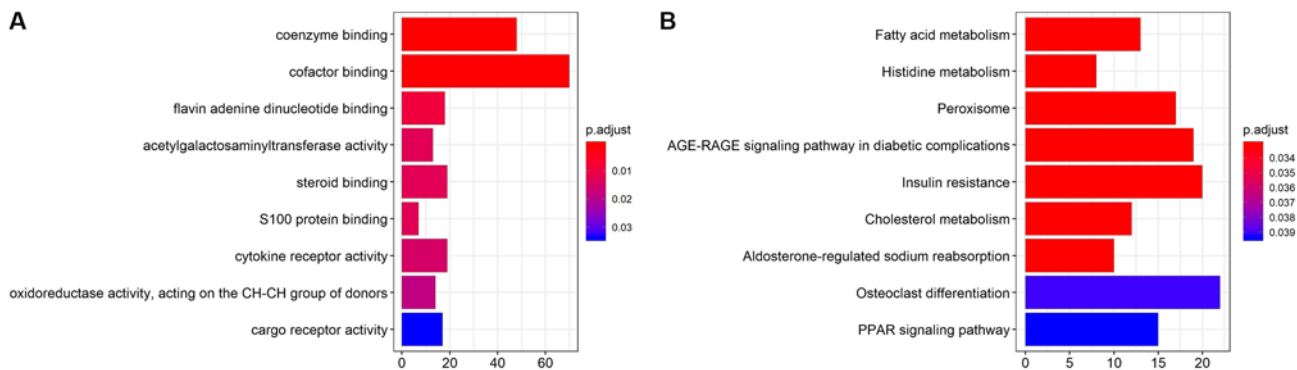 A
coenzyme binding
cofactor binding
flavin adenine dinucleotide binding
acetylgalactosaminyltransferase activity
steroid binding
S100 protein binding
cytokine receptor activity
oxidoreductase activity, acting on the CH-CH group of donors
cargo receptor activity
0 20 40 60
p.adjust
0.01
0.02
0.03
B
Fatty acid metabolism
Histidine metabolism
Peroxisome
AGE-RAGE signaling pathway in diabetic complications
Insulin resistance
Cholesterol metabolism
Aldosterone-regulated sodium reabsorption
Osteoclast differentiation
PPAR signaling pathway
0 5 10 15 20
p.adjust
0.034
0.035
0.036
0.037
0.038
0.039